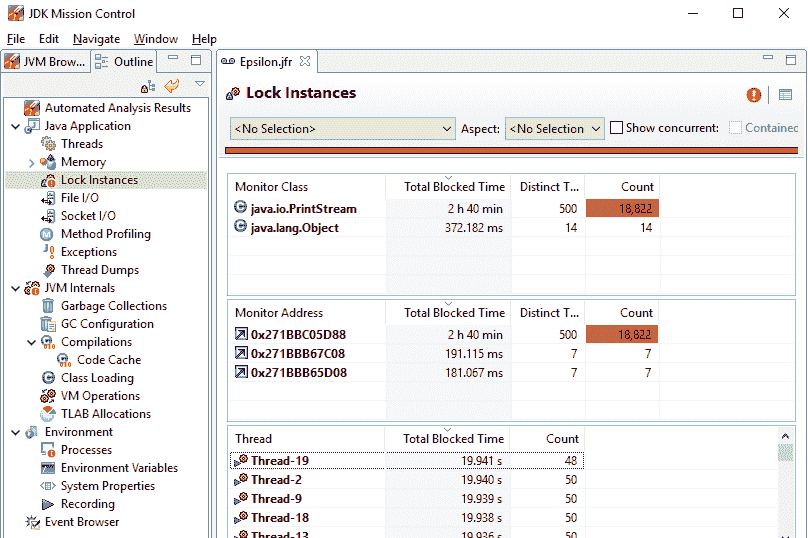 JDK Mission Control
File Edit Navigate Window Help
JVM Brow... Outline
Automated Analysis Results
Java Application
Threads
Memory
Lock Instances
File I/O
Socket I/O
Method Profiling
Exceptions
Thread Dumps
JVM Internals
Garbage Collections
GC Configuration
Compilations
Code Cache
Class Loading
VM Operations
TLAB Allocations
Environment
Processes
Environment Variables
System Properties
Recording
Event Browser
Epsilon.jfr
Lock Instances
<No Selection> Aspect: <No Selection Show concurrent: Contained
Monitor Class Total Blocked Time Distinct T... Count
java.io.PrintStream 2 h 40 min 500 18,822
java.lang.Object 372.182 ms 14 14
Monitor Address Total Blocked Time Distinct T... Count
0x271BBC05D88 2 h 40 min 500 18,822
0x271BBB67C08 191.115 ms 7 7
0x271BBB65D08 181.067 ms 7 7
Thread Total Blocked Time Count
Thread-19 19.941 s 48
Thread-2 19.940 s 50
Thread-9 19.939 s 50
Thread-18 19.938 s 50
Thread-13 19.936 s 50